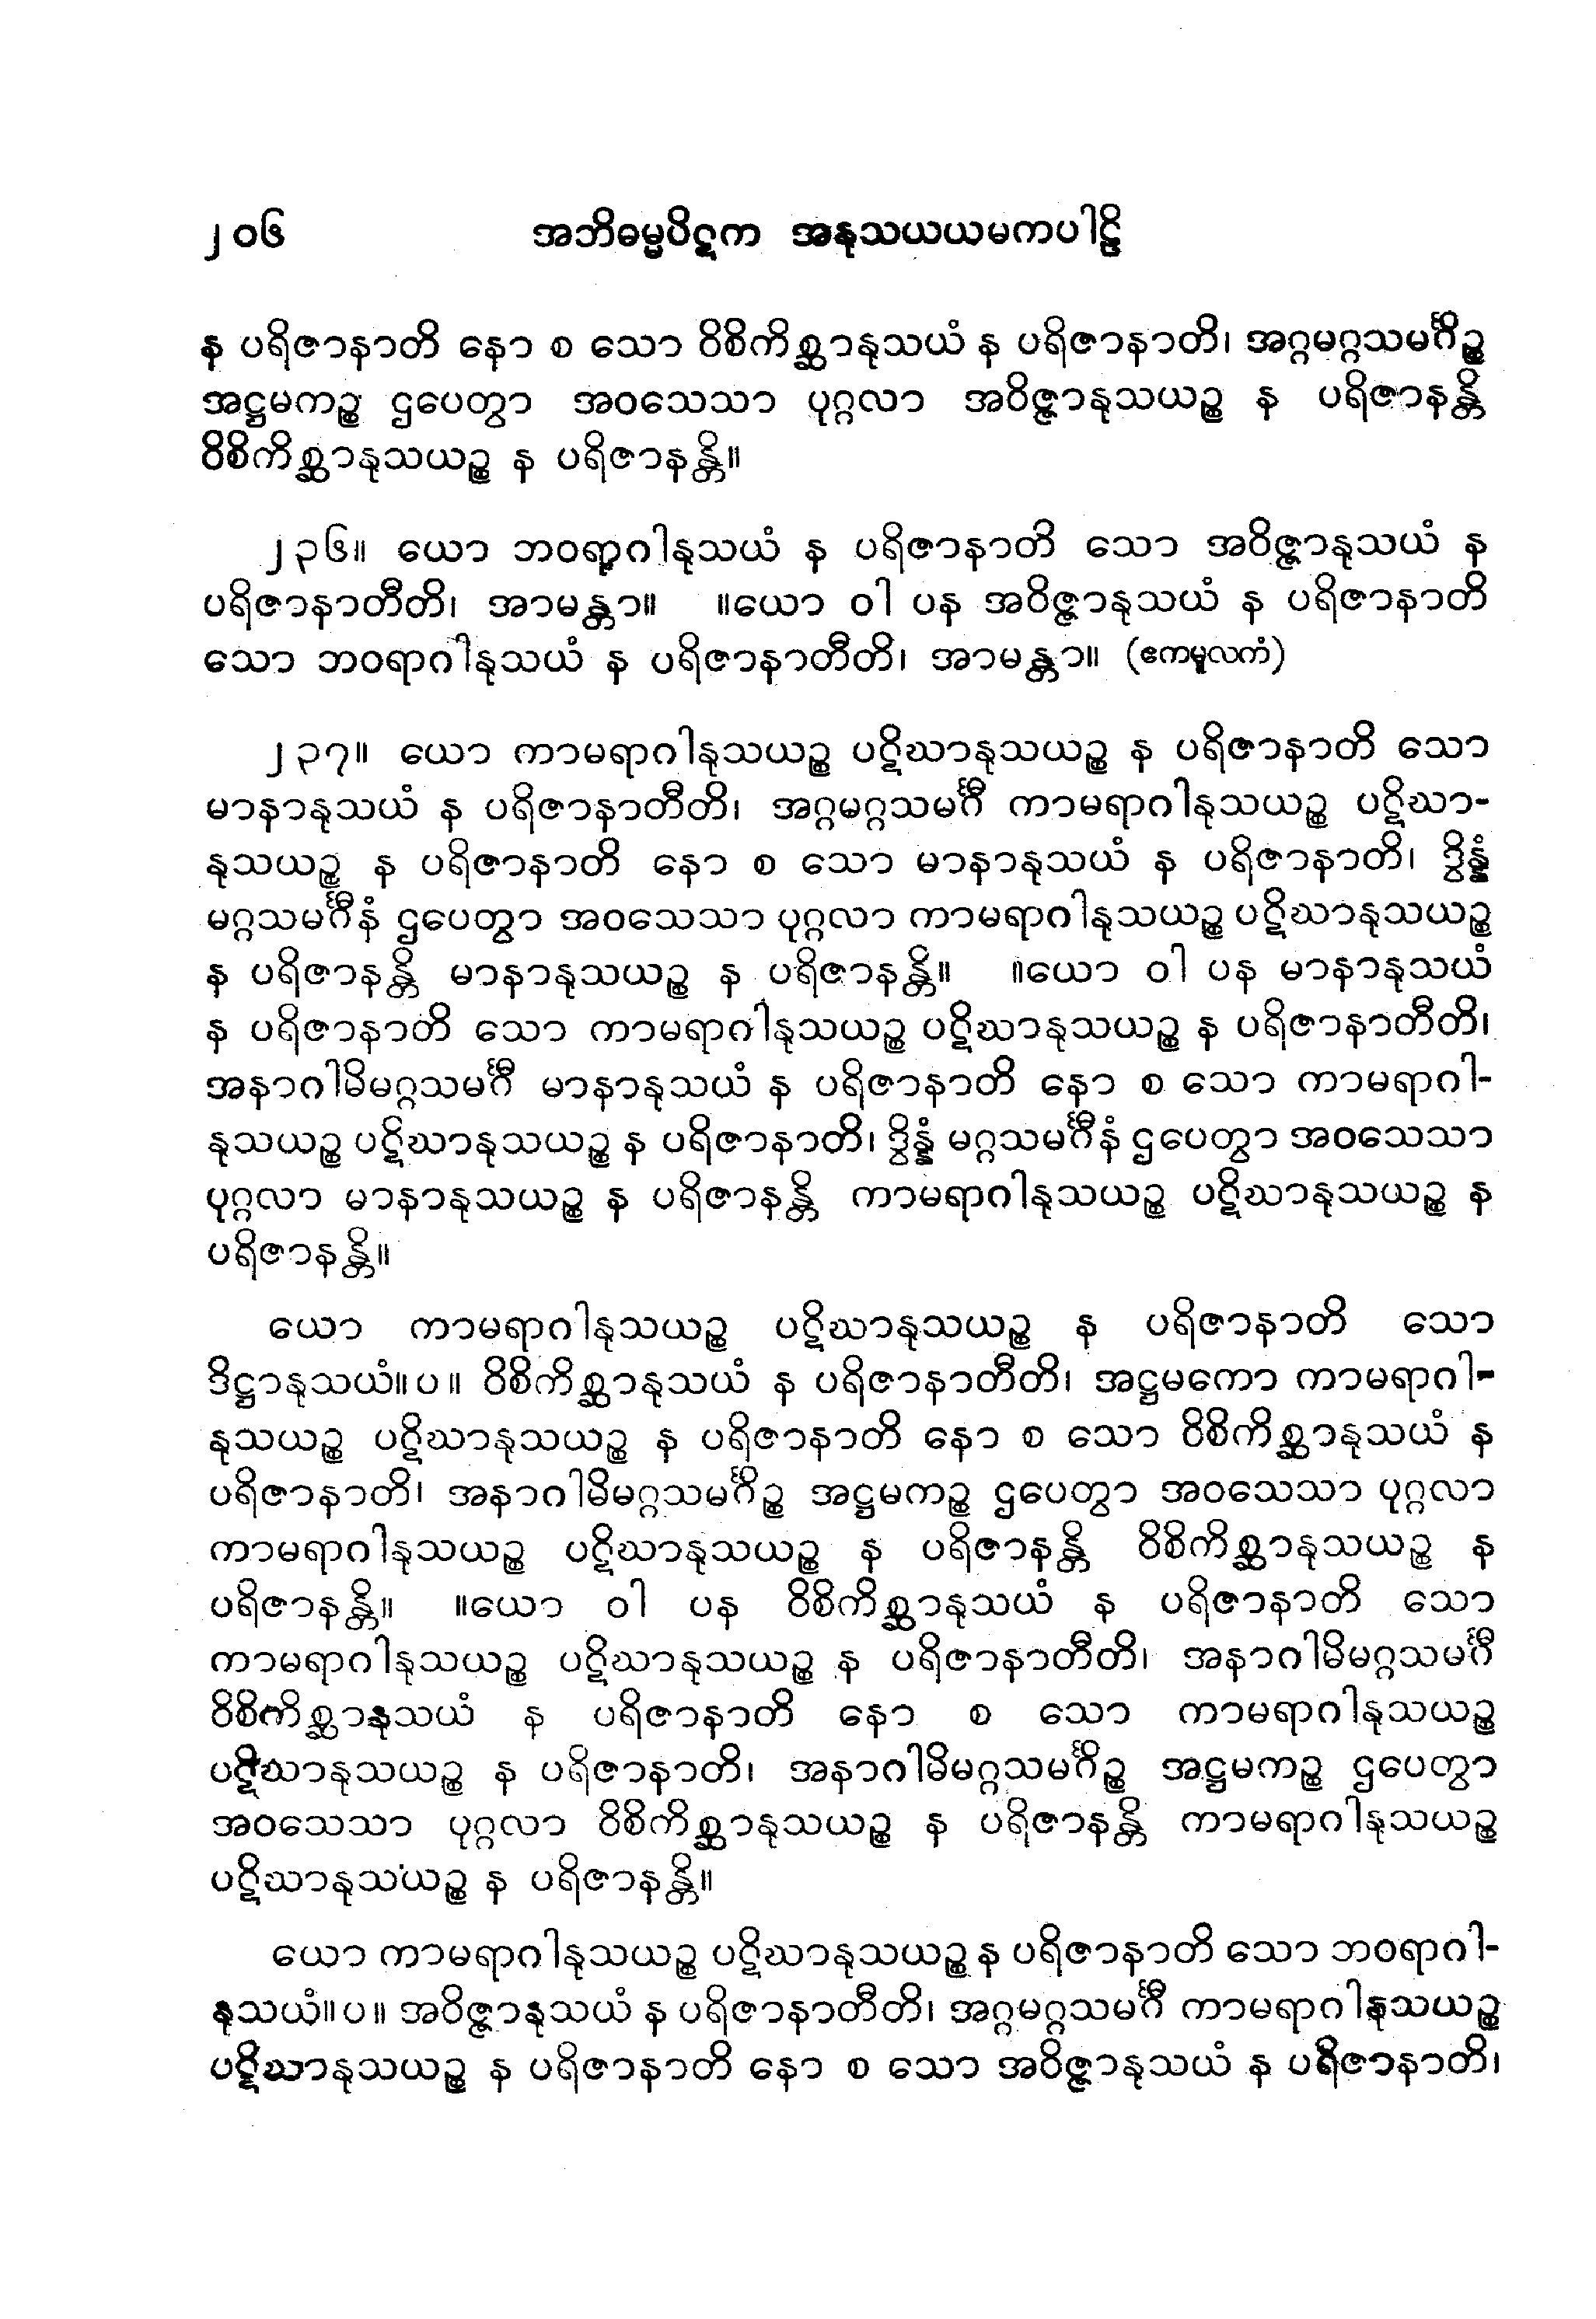 ၂၀၆ အဘိဓမ္မပိဋက အနုသယယမကပါဠိ
န ပရိဇာနာတိ နော စ သော ဝိစိကိစ္ဆာနုသယံ န ပရိဇာနာတိ၊ အဂ္ဂမဂ္ဂသမင်္ဂိဉ္စ
အဋ္ဌမကဉ္စ ဌပေတွာ အဝသေသာ ပုဂ္ဂလာ အဝိဇ္ဇာနုသယဉ္စ န ပရိဇာနန္တိ
ဝိစိကိစ္ဆာနုသယဉ္စ န ပရိဇာနန္တိ။
၂၃၆။ ယော ဘဝရာဂါနုသယံ န ပရိဇာနာတိ သော အဝိဇ္ဇာနုသယံ န
ပရိဇာနာတီတိ၊ အာမန္တာ။ ။ယော ဝါ ပန အဝိဇ္ဇာနုသယံ န ပရိဇာနာတိ
သော ဘဝရာဂါနုသယံ န ပရိဇာနာတီတိ၊ အာမန္တာ။ (ဧကမူလကံ)
၂၃၇။ ယော ကာမရာဂါနုသယဉ္စ ပဋိဃာနုသယဉ္စ န ပရိဇာနာတိ သော
မာနာနုသယံ န ပရိဇာနာတီတိ၊ အဂ္ဂမဂ္ဂသမင်္ဂီ ကာမရာဂါနုသယဉ္စ ပဋိဃာ-
နုသယဉ္စ န ပရိဇာနာတိ နော စ သော မာနာနုသယံ န ပရိဇာနာတိ၊ ဒွိန္နံ
မဂ္ဂသမင်္ဂီနံ ဌပေတွာ အဝသေသာ ပုဂ္ဂလာ ကာမရာဂါနုသယဉ္စ ပဋိဃာနုသယဉ္စ
န ပရိဇာနန္တိ မာနာနုသယဉ္စ န ပရိဇာနန္တိ။ ။ယော ဝါ ပန မာနာနုသယံ
န ပရိဇာနာတိ သော ကာမရာဂါနုသယဉ္စ ပဋိဃာနုသယဉ္စ န ပရိဇာနာတီတိ၊
အနာဂါမိမဂ္ဂသမင်္ဂီ မာနာနုသယံ န ပရိဇာနာတိ နော စ သော ကာမရာဂါ-
နုသယဉ္စ ပဋိဃာနုသယဉ္စ န ပရိဇာနာတိ၊ ဒွိန္နံ မဂ္ဂသမင်္ဂီနံ ဌပေတွာ အဝသေသာ
ပုဂ္ဂလာ မာနာနုသယဉ္စ န ပရိဇာနန္တိ ကာမရာဂါနုသယဉ္စ ပဋိဃာနုသယဉ္စ န
ပရိဇာနန္တိ။
ယော ကာမရာဂါနုသယဉ္စ ပဋိဃာနုသယဉ္စ န ပရိဇာနာတိ သော
ဒိဋ္ဌာနုသယံ။ပ။ ဝိစိကိစ္ဆာနုသယံ န ပရိဇာနာတီတိ၊ အဋ္ဌမကော ကာမရာဂါ-
နုသယဉ္စ ပဋိဃာနုသယဉ္စ န ပရိဇာနာတိ နော စ သော ဝိစိကိစ္ဆာနုသယံ န
ပရိဇာနာတိ၊ အနာဂါမိမဂ္ဂသမင်္ဂိဉ္စ အဋ္ဌမကဉ္စ ဌပေတွာ အဝသေသာ ပုဂ္ဂလာ
ကာမရာဂါနုသယဉ္စ ပဋိဃာနုသယဉ္စ န ပရိဇာနန္တိ ဝိစိကိစ္ဆာနုသယဉ္စ န
ပရိဇာနန္တိ။ ။ယော ဝါ ပန ဝိစိကိစ္ဆာနုသယံ န ပရိဇာနာတိ သော
ကာမရာဂါနုသယဉ္စ ပဋိဃာနုသယဉ္စ န ပရိဇာနာတီတိ၊ အနာဂါမိမဂ္ဂသမင်္ဂီ
ဝိစိကိစ္ဆာနုသယံ န ပရိဇာနာတိ နော စ သော ကာမရာဂါနုသယဉ္စ
ပဋိဃာနုသယဉ္စ န ပရိဇာနာတိ၊ အနာဂါမိမဂ္ဂသမင်္ဂိဉ္စ အဋ္ဌမကဉ္စ ဌပေတွာ
အဝသေသာ ပုဂ္ဂလာ ဝိစိကိစ္ဆာနုသယဉ္စ န ပရိဇာနန္တိ ကာမရာဂါနုသယဉ္စ
ပဋိဃာနုသယဉ္စ န ပရိဇာနန္တိ။
ယော ကာမရာဂါနုသယဉ္စ ပဋိဃာနုသယဉ္စ န ပရိဇာနာတိ သော ဘဝရာဂါ-
နုသယံ။ပ။ အဝိဇ္ဇာနုသယံ န ပရိဇာနာတီတိ၊ အဂ္ဂမဂ္ဂသမင်္ဂီ ကာမရာဂါနုသယဉ္စ
ပဋိဃာနုသယဉ္စ န ပရိဇာနာတိ နော စ သော အဝိဇ္ဇာနုသယံ န ပရိဇာနာတိ၊